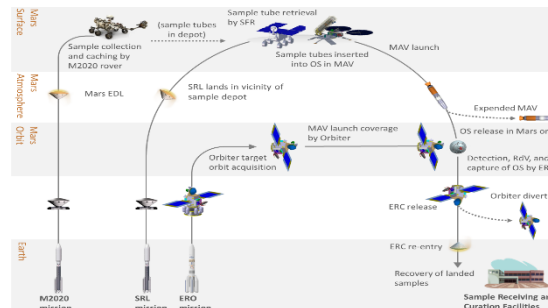 Mars
Surface
Sample collection
and caching by
M2020 rover
(sample tubes
in depot)
Sample tube retrieval
by SFR
Sample tubes inserted
into OS in MAV
MAV launch
Mars
Atmosphere
Mars EDL
SRL lands in vicinity of
sample depot
Expended MAV
OS release in Mars or
Mars
Orbit
Orbiter target
orbit acquisition
MAV launch coverage
by Orbiter
Detection, RdV, and
capture of OS by ER
ERC release
Orbiter divert
Earth
ERC re-entry
Recovery of landed
samples
M2020
mission
SRL
mission
ERO
mission
Sample Receiving an
Curation Facilities